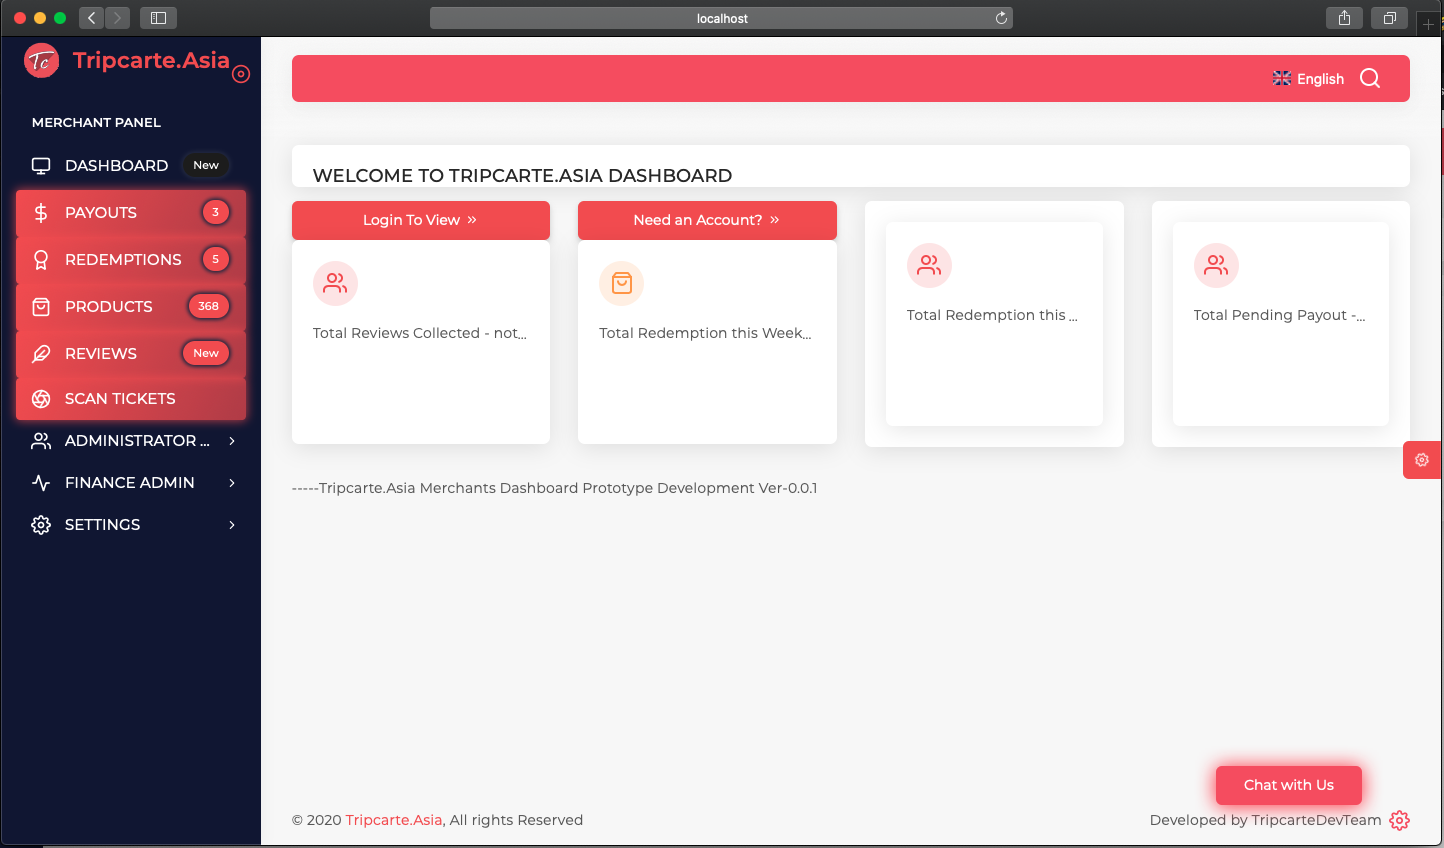 localhost
Tc Tripcarte.Asia
English
MERCHANT PANEL
DASHBOARD New
PAYOUTS 3
REDEMPTIONS 5
PRODUCTS 368
REVIEWS New
SCAN TICKETS
ADMINISTRATOR ...
FINANCE ADMIN
SETTINGS
WELCOME TO TRIPCARTE.ASIA DASHBOARD
Login To View »
Need an Account? »
Total Reviews Collected - not...
Total Redemption this Week...
Total Redemption this ...
Total Pending Payout -...
-----Tripcarte.Asia Merchants Dashboard Prototype Development Ver-0.0.1
Chat with Us
© 2020 Tripcarte.Asia, All rights Reserved
Developed by TripcarteDevTeam